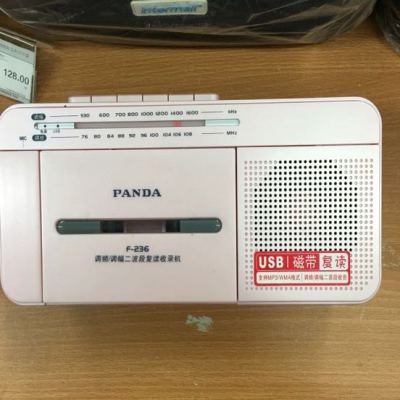 128.00
530 600 700 800 1000 1200 1400 1600 kHz
76 80 84 88 92 96 100 104 106 108 MHz
MIC
PANDA
F-236
调频/调幅二波段复读收录机
USB 磁带 复读
支持MP3/WMA格式 调频/调幅二波段收音